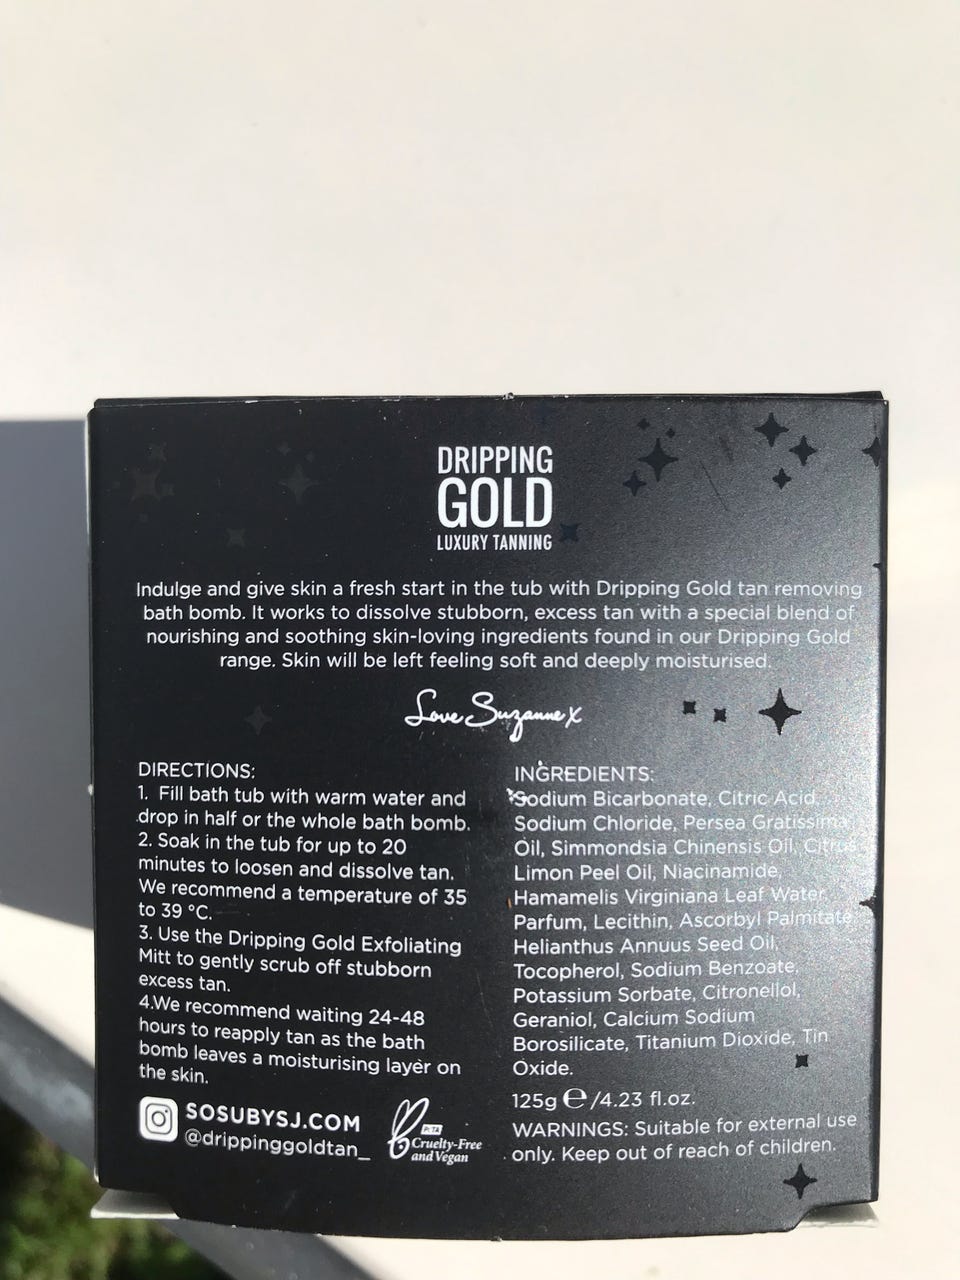 DRIPPING
GOLD
LUXURY TANNING
Indulge and give skin a fresh start in the tub with Dripping Gold tan removing
bath bomb. It works to dissolve stubborn, excess tan with a special blend of
nourishing and soothing skin-loving ingredients found in our Dripping Gold
range. Skin will be left feeling soft and deeply moisturised.
Love Suzanne x
DIRECTIONS:
1. Fill bath tub with warm water and
drop in half or the whole bath bomb.
2. Soak in the tub for up to 20
minutes to loosen and dissolve tan.
We recommend a temperature of 35
to 39 °C.
3. Use the Dripping Gold Exfoliating
Mitt to gently scrub off stubborn
excess tan.
4.We recommend waiting 24-48
hours to reapply tan as the bath
bomb leaves a moisturising layer on
the skin.
SOSUBYSJ.COM
@drippinggoldtan_
PETA
Cruelty-Free
and Vegan
INGREDIENTS:
Sodium Bicarbonate, Citric Acid,
Sodium Chloride, Persea Gratissima
Oil, Simmondsia Chinensis Oil, Citrus
Limon Peel Oil, Niacinamide,
Hamamelis Virginiana Leaf Water,
Parfum, Lecithin, Ascorbyl Palmitate,
Helianthus Annuus Seed Oil,
Tocopherol, Sodium Benzoate,
Potassium Sorbate, Citronellol,
Geraniol, Calcium Sodium
Borosilicate, Titanium Dioxide, Tin
Oxide.
125g ℮/4.23 fl.oz.
WARNINGS: Suitable for external use
only. Keep out of reach of children.